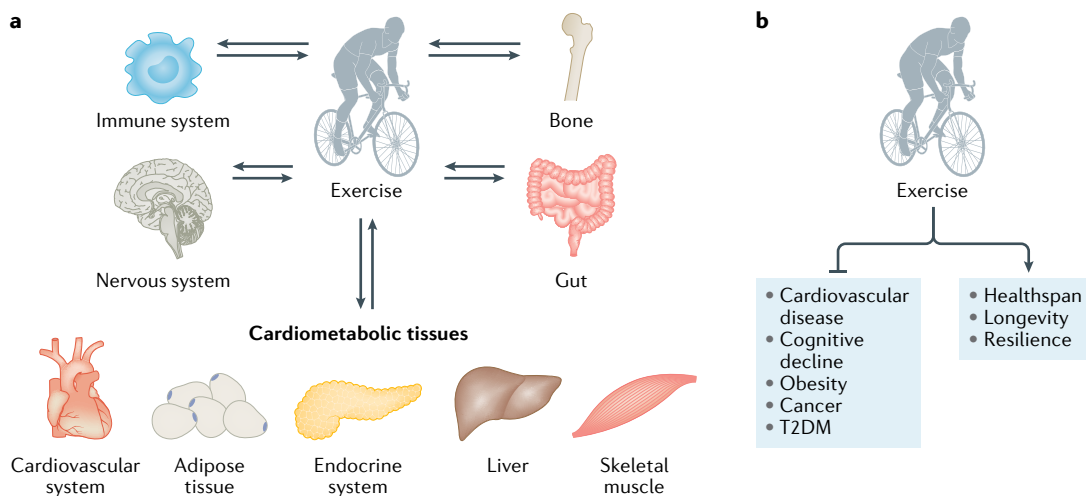 a
Immune system
Bone
Nervous system
Exercise
Gut
Cardiometabolic tissues
Cardiovascular
system
Adipose
tissue
Endocrine
system
Liver
Skeletal
muscle
b
Exercise
• Cardiovascular
disease
• Cognitive
decline
• Obesity
• Cancer
• T2DM
• Healthspan
• Longevity
• Resilience